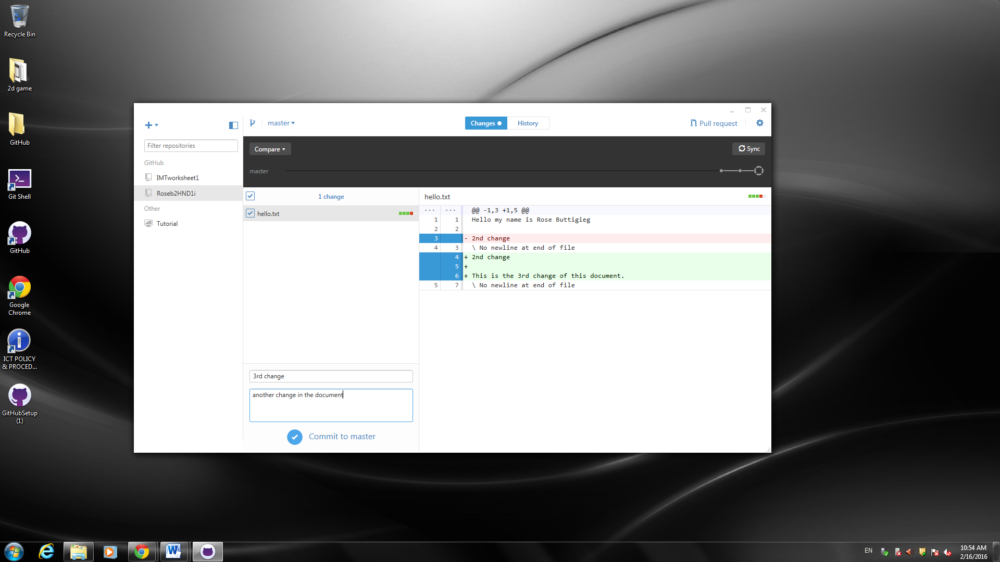 Recycle Bin
2d game
GitHub
Git Shell
GitHub
Google
Chrome
ICT POLICY
& PROCED...
GitHubSetup
(1)
Filter repositories
GitHub
IMTworksheet1
Roseb2HND1i
Other
Tutorial
master
Changes
History
Pull request
Compare
Sync
master
1 change
hello.txt
3rd change
another change in the document
Commit to master
hello.txt
... ... @@ -1,3 +1,5 @@
1 1 Hello my name is Rose Buttigieg
2 2
3 - 2nd change
4 3 \ No newline at end of file
4 + 2nd change
5 +
6 + This is the 3rd change of this document.
5 7 \ No newline at end of file
EN
10:54 AM
2/16/2016